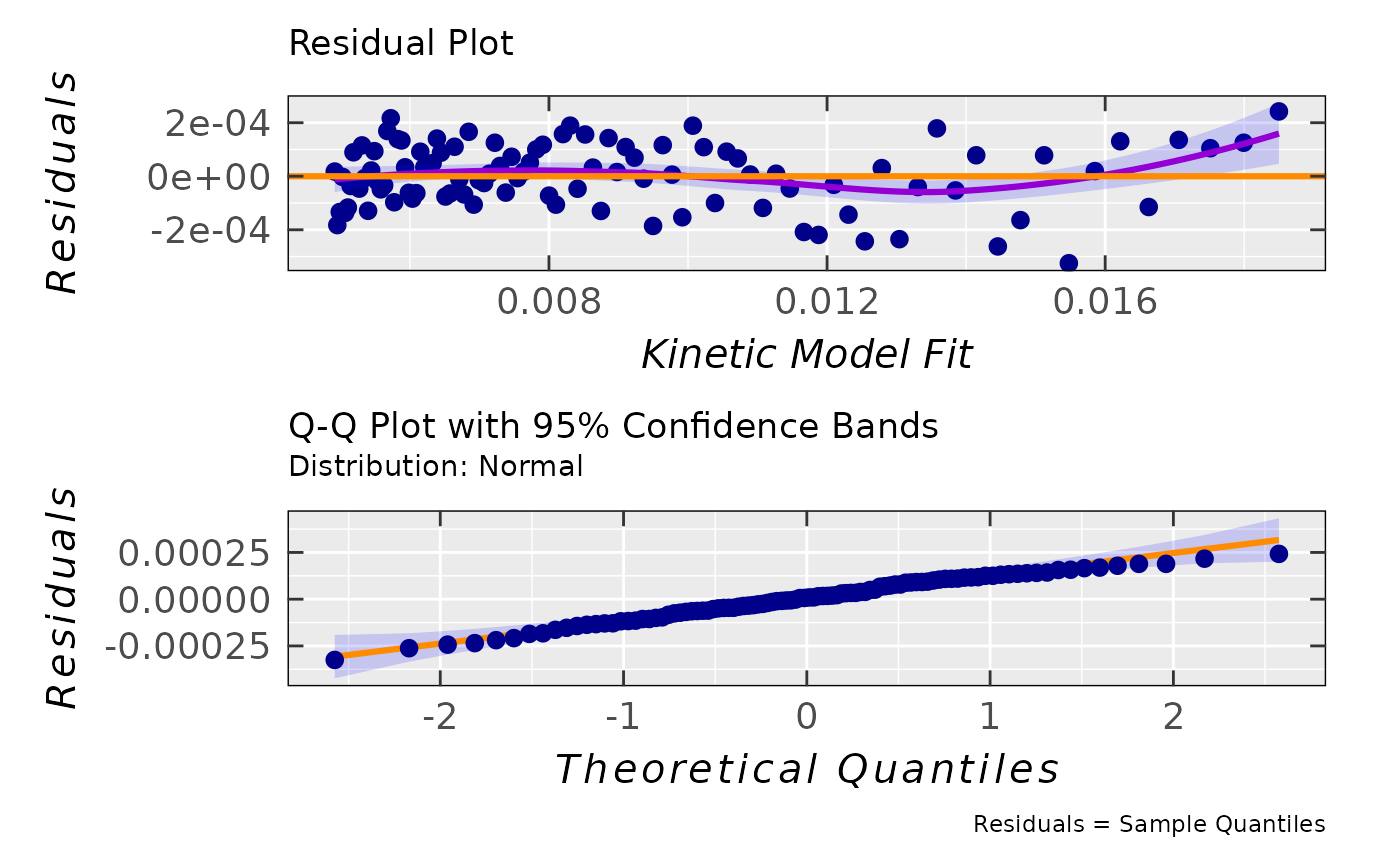 Residual Plot
Residuals
2e-04
0e+00
-2e-04
0.008 0.012 0.016
Kinetic Model Fit
Q-Q Plot with 95% Confidence Bands
Distribution: Normal
Residuals
0.00025
0.00000
-0.00025
-2 -1 0 1 2
Theoretical Quantiles
Residuals = Sample Quantiles